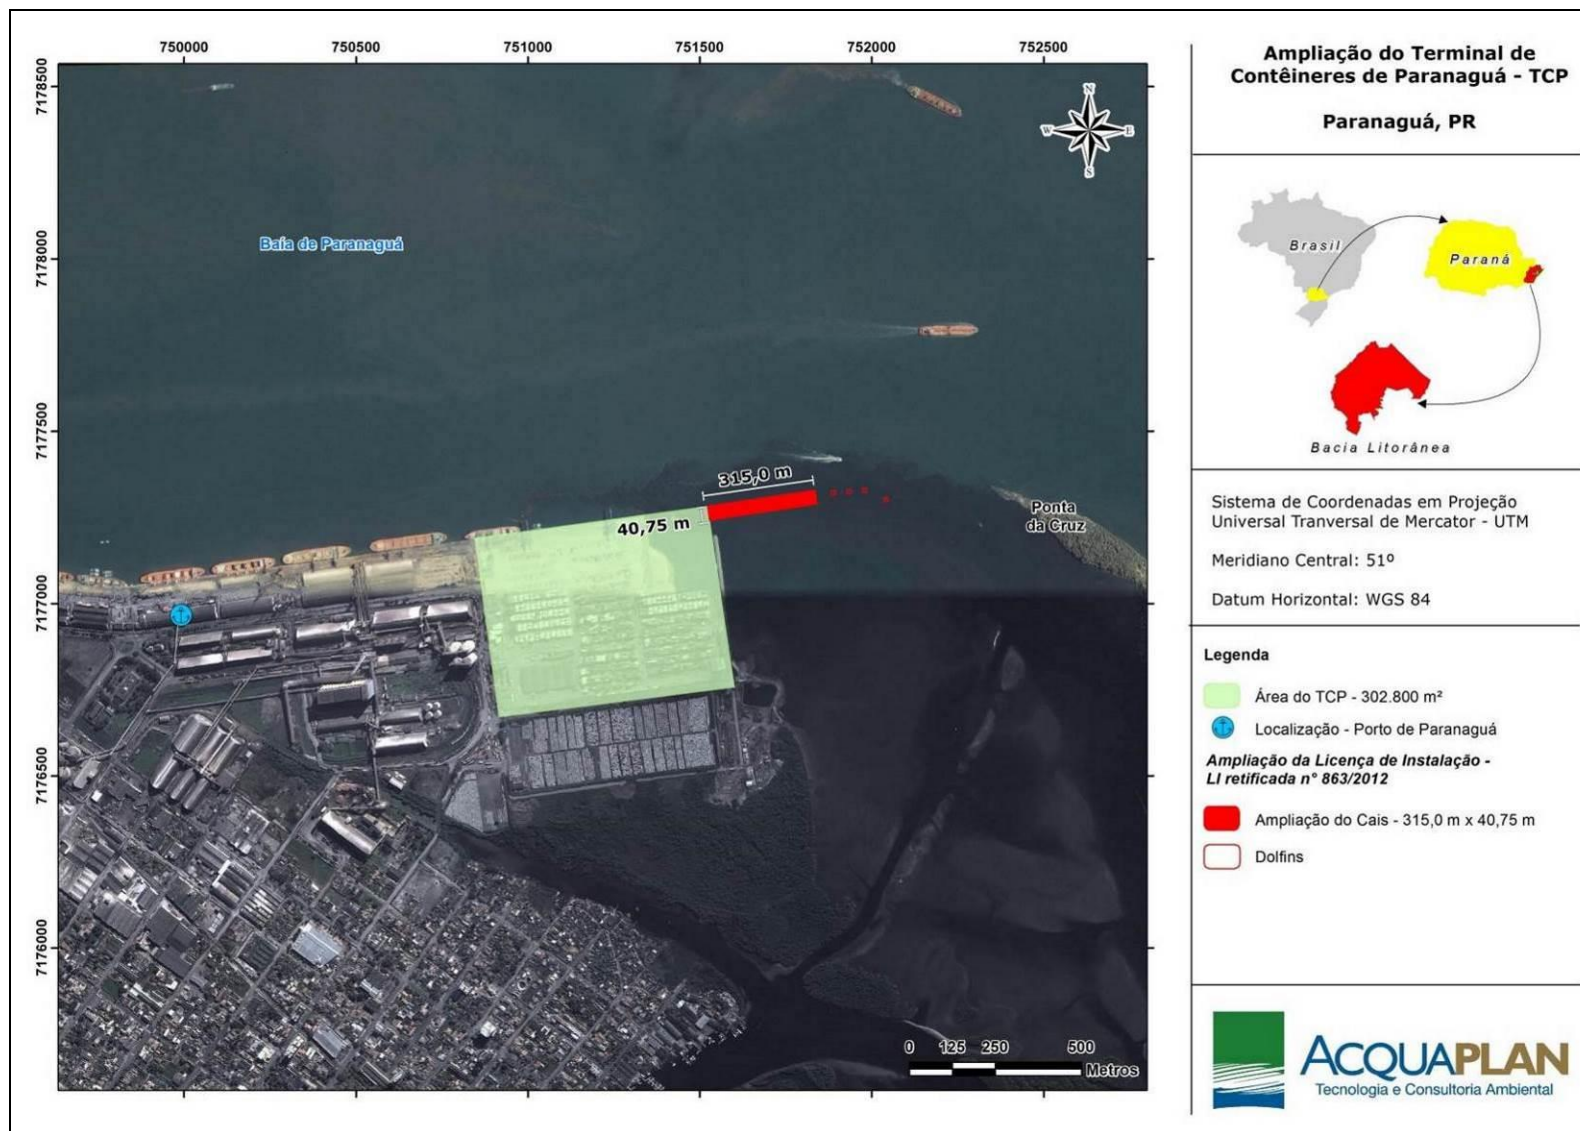 750000
750500
751000
751500
752000
752500
7178500
7178000
7177500
7177000
7176500
7176000
N
W E
S
Baía de Paranaguá
315,0 m
40,75 m
Ponta
da Cruz
0 125 250 500
Metros
Ampliação do Terminal de
Contêineres de Paranaguá - TCP
Paranaguá, PR
Brasil
Paraná
Bacia Litorânea
Sistema de Coordenadas em Projeção
Universal Tranversal de Mercator - UTM
Meridiano Central: 51º
Datum Horizontal: WGS 84
Legenda
Área do TCP - 302.800 m²
Localização - Porto de Paranaguá
Ampliação da Licença de Instalação -
LI retificada n° 863/2012
Ampliação do Cais - 315,0 m x 40,75 m
Dolfins
ACQUAPLAN
Tecnologia e Consultoria Ambiental